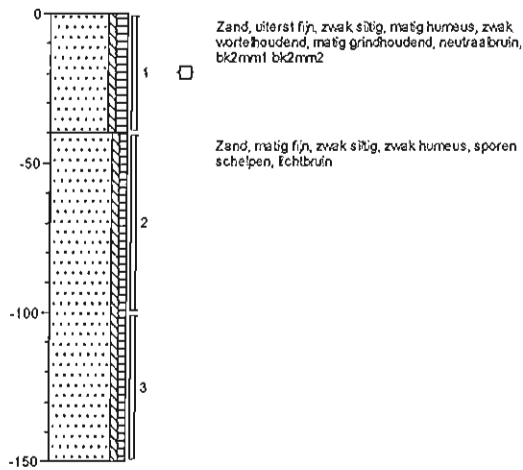 0
Zand, uiterst fijn, zwak siltig, matig humeus, zwak
wortelhoudend, matig grindhoudend, neutraalbruin,
bk2mm1 bk2mm2
1
Zand, matig fijn, zwak siltig, zwak humeus, sporen
schelpen, lichtbruin
-50
2
-100
3
-150